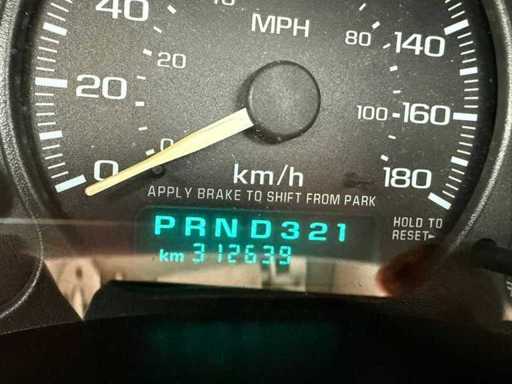 40
MPH
80
140
20
20
100
160
0
0
km/h
180
APPLY BRAKE TO SHIFT FROM PARK
PRND321
HOLD TO
RESET
km 312639